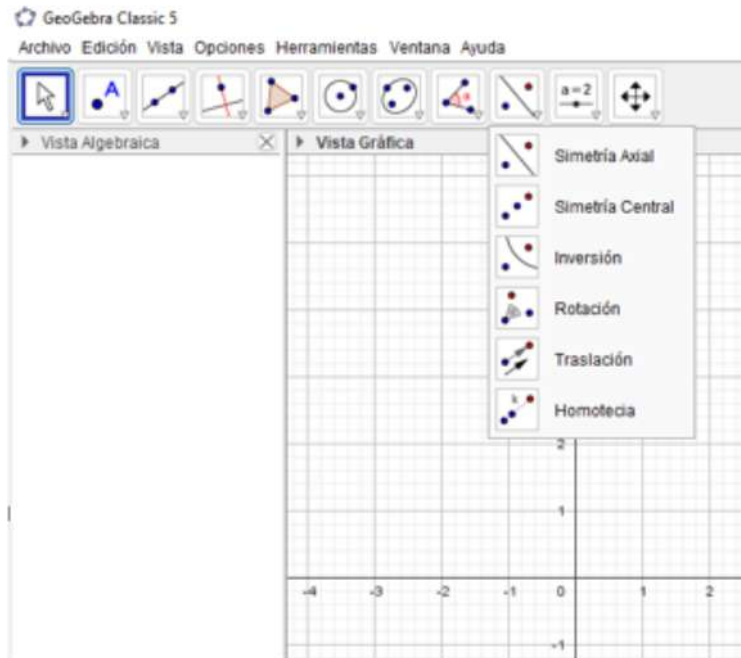 GeoGebra Classic 5
Archivo Edición Vista Opciones Herramientas Ventana Ayuda
A
α
a=2
Vista Algebraica
Vista Gráfica
Simetría Axial
Simetría Central
Inversión
Rotación
Traslación
k
Homotecia
2
1
-4 -3 -2 -1 0 1 2
-1